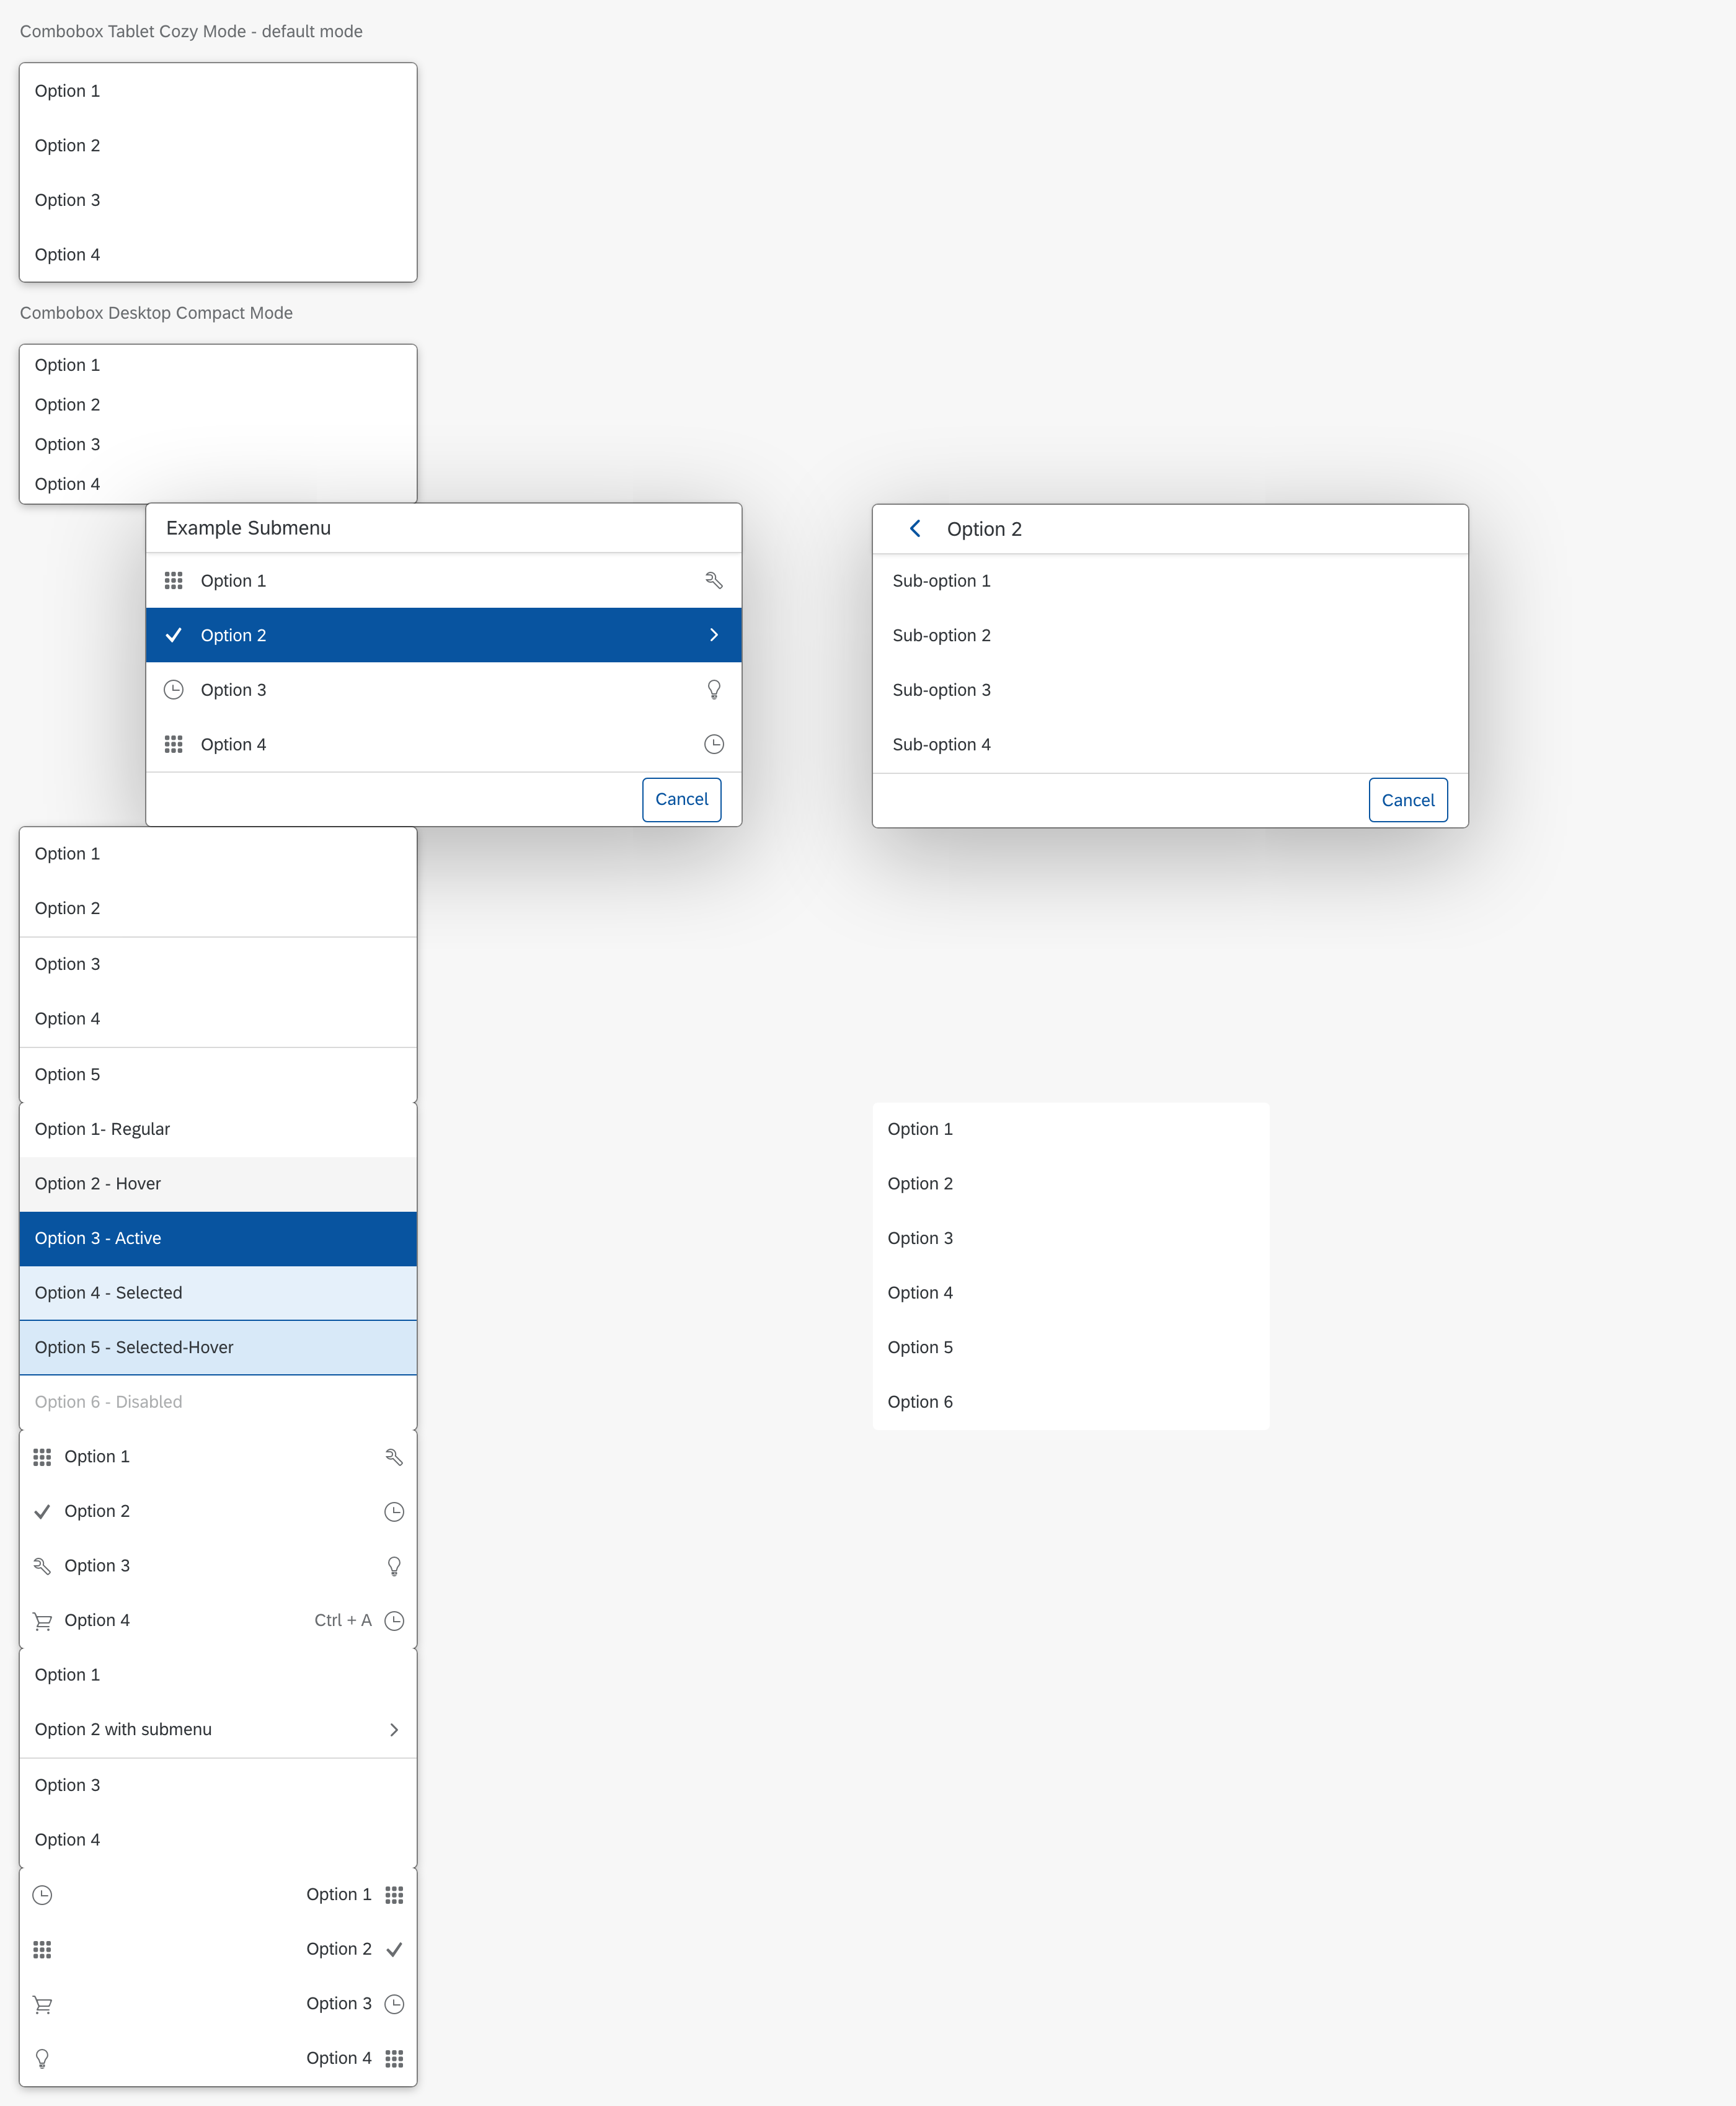 Combobox Tablet Cozy Mode - default mode
Option 1
Option 2
Option 3
Option 4
Combobox Desktop Compact Mode
Option 1
Option 2
Option 3
Option 4
Example Submenu
Option 1
Option 2
Option 3
Option 4
Cancel
Option 2
Sub-option 1
Sub-option 2
Sub-option 3
Sub-option 4
Cancel
Option 1
Option 2
Option 3
Option 4
Option 5
Option 1- Regular
Option 2 - Hover
Option 3 - Active
Option 4 - Selected
Option 5 - Selected-Hover
Option 6 - Disabled
Option 1
Option 2
Option 3
Option 4
Option 5
Option 6
Option 1
Option 2
Option 3
Option 4 Ctrl + A
Option 1
Option 2 with submenu
Option 3
Option 4
Option 1
Option 2
Option 3
Option 4